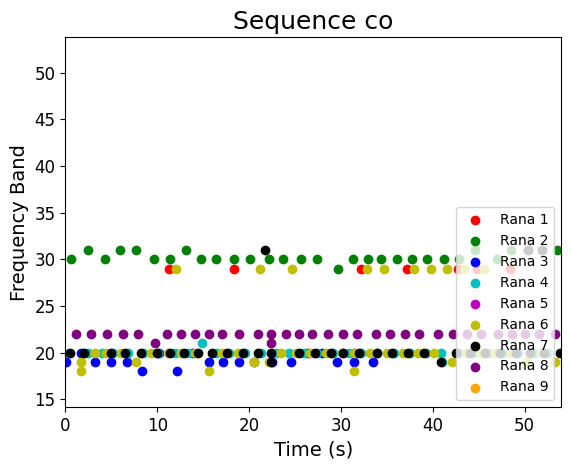 Sequence co
Frequency Band
50
45
40
35
30
25
20
15
0 10 20 30 40 50
Time (s)
Rana 1
Rana 2
Rana 3
Rana 4
Rana 5
Rana 6
Rana 7
Rana 8
Rana 9